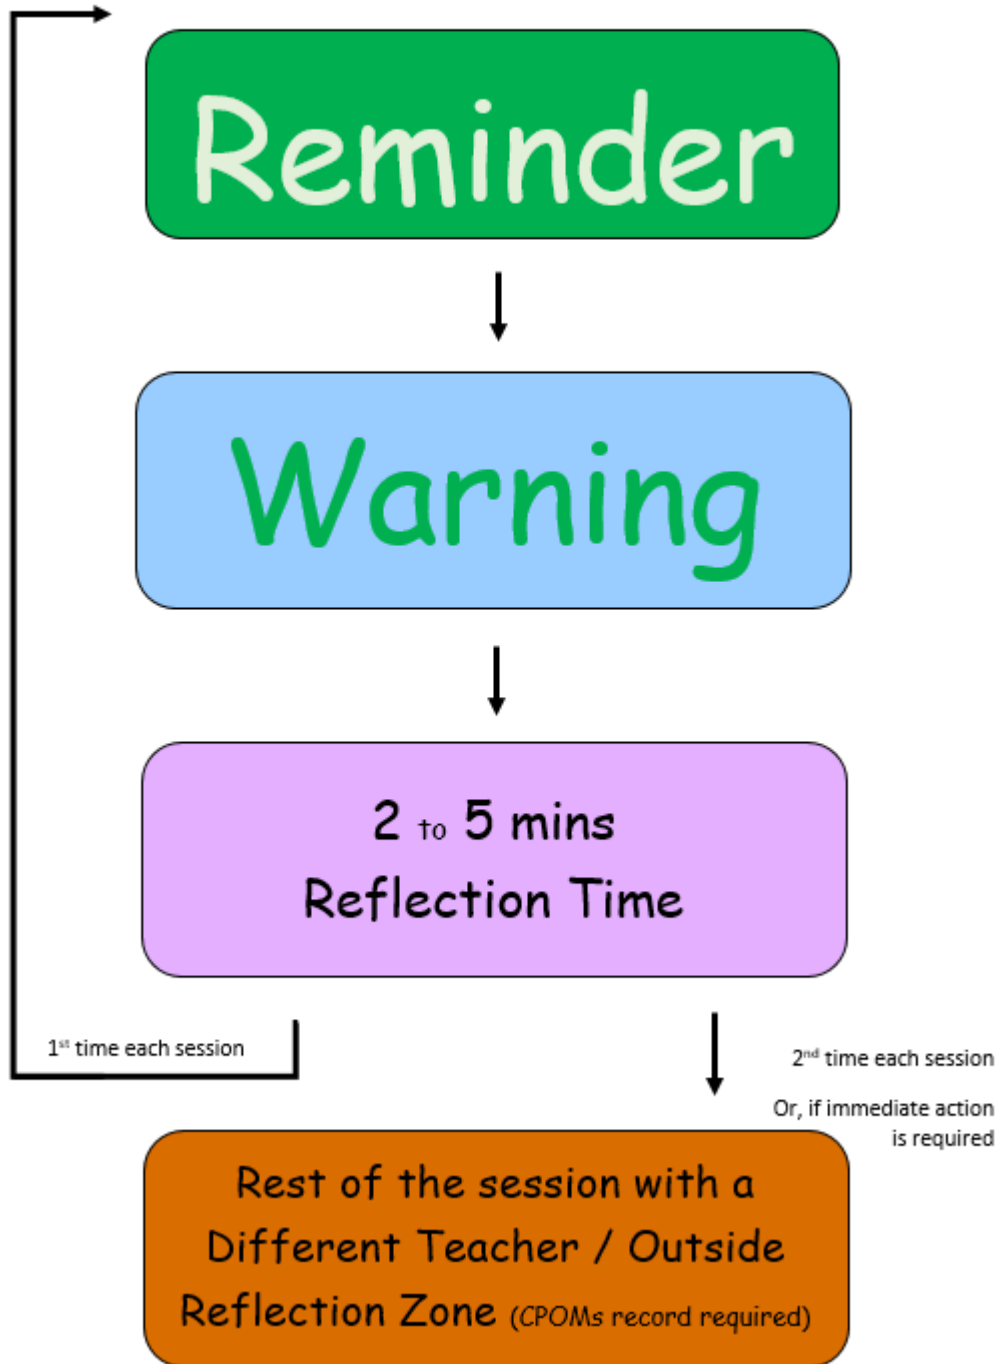 Reminder
Warning
2 to 5 mins
Reflection Time
1st time each session
2nd time each session
Or, if immediate action
is required
Rest of the session with a
Different Teacher / Outside
Reflection Zone (CPOMs record required)